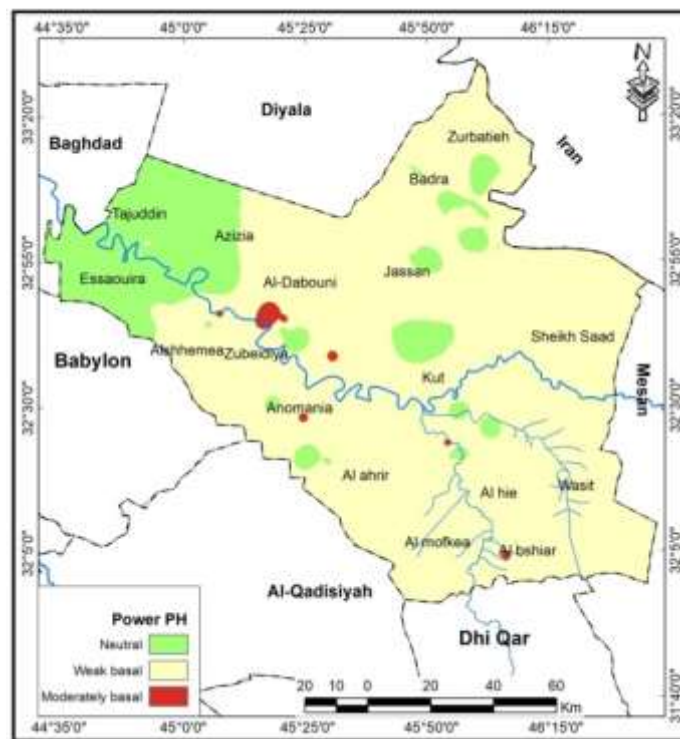 44°35'0" 45°0'0" 45°25'0" 45°50'0" 46°15'0"
N
33°20'0" 33°20'0"
Diyala
Baghdad
Zurbatieh
Iran
Badra
Tajuddin
Azizia
32°55'0" 32°55'0"
Essaouira
Al-Dabouni
Jassan
Sheikh Saad
Alshhemea
Zubeidiya
Babylon
Kut
Mesan
32°30'0" 32°30'0"
Anomania
Al ahrir
Al hie
Wasit
Al mofkea
Al bshiar
32°5'0" 32°5'0"
Al-Qadisiyah
Dhi Qar
Power PH
Neutral
Weak basal
Moderately basal
20 10 0 20 40 60
Km
31°40'0"
44°35'0" 45°0'0" 45°25'0" 45°50'0" 46°15'0"